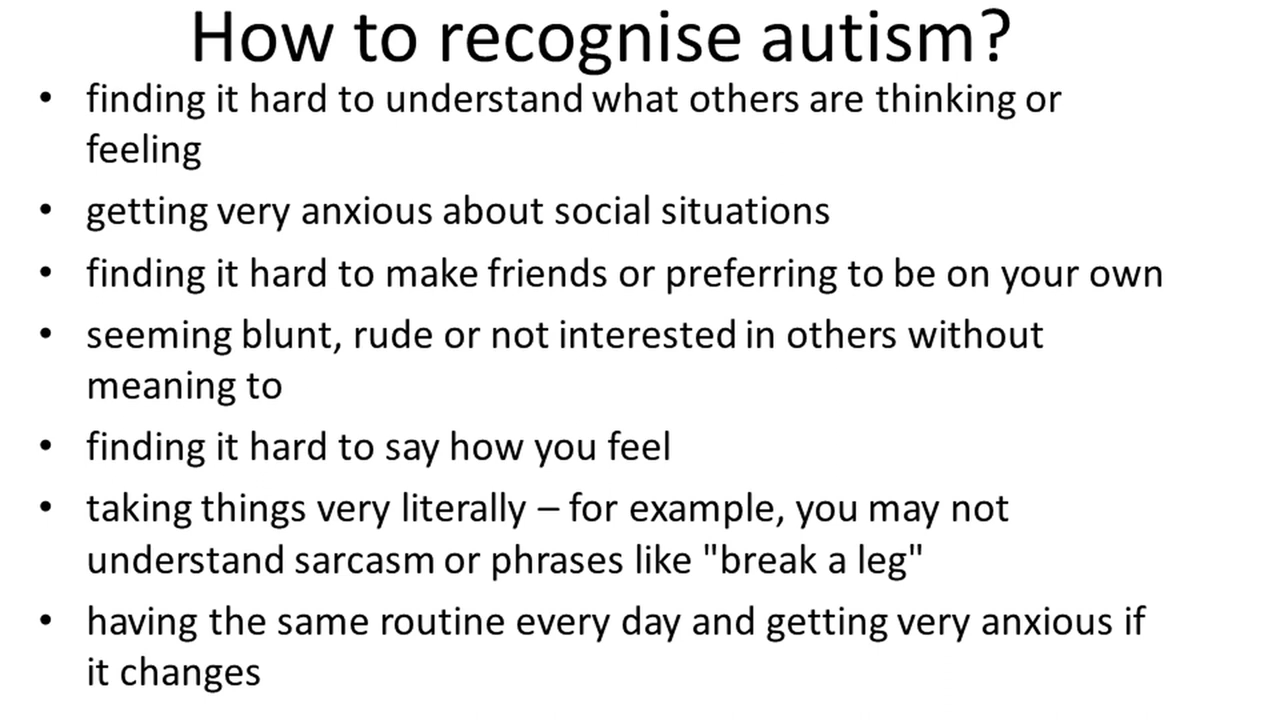 How to recognise autism?
• finding it hard to understand what others are thinking or
feeling
• getting very anxious about social situations
• finding it hard to make friends or preferring to be on your own
• seeming blunt, rude or not interested in others without
meaning to
• finding it hard to say how you feel
• taking things very literally – for example, you may not
understand sarcasm or phrases like "break a leg"
• having the same routine every day and getting very anxious if
it changes